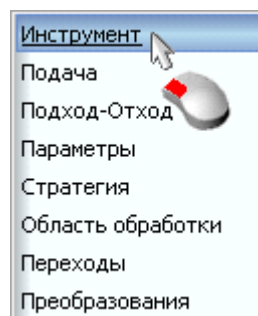 Инструмент
Подача
Подход-Отход
Параметры
Стратегия
Область обработки
Переходы
Преобразования